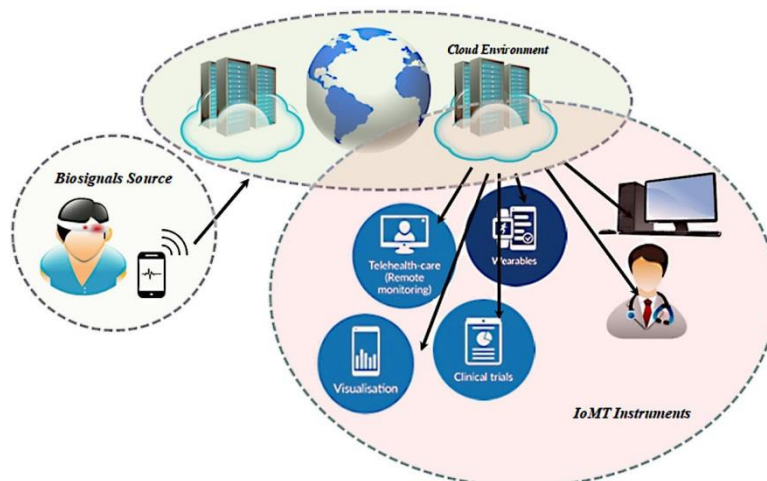 Cloud Environment
Biosignals Source
Telehealth-care
(Remote
monitoring)
Wearables
Visualisation
Clinical trials
IoMT Instruments